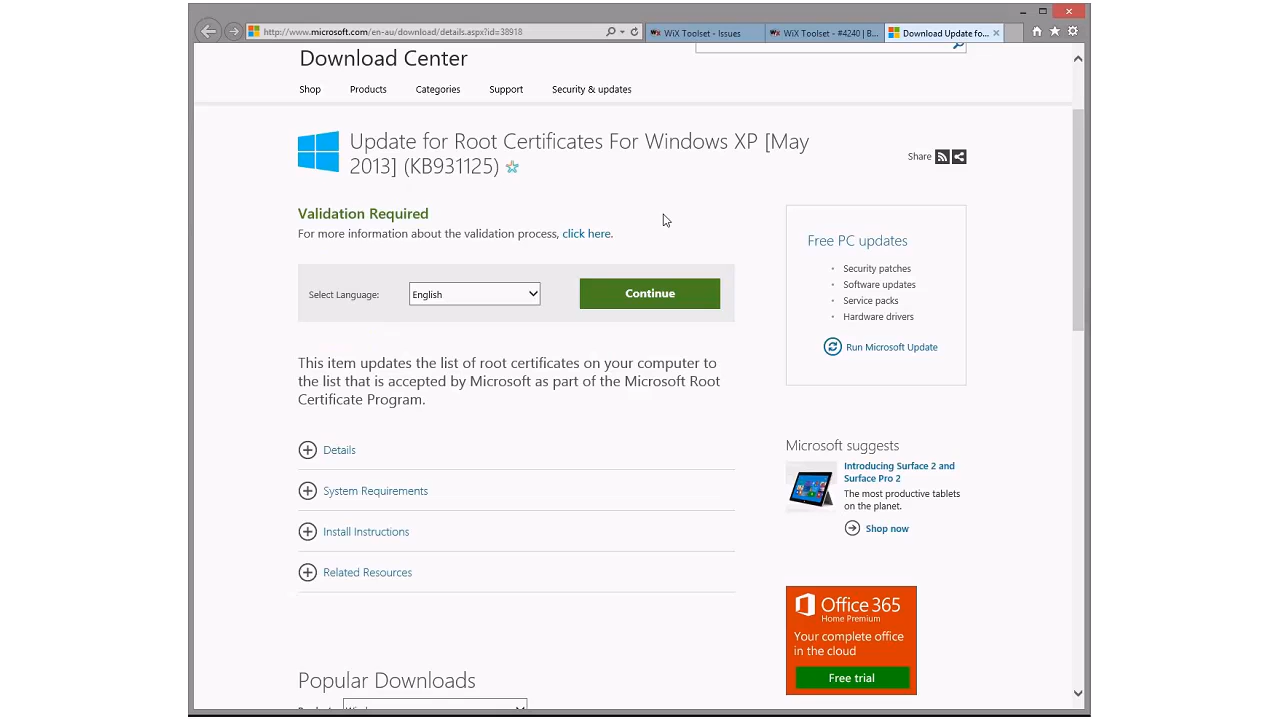 http://www.microsoft.com/en-au/download/details.aspx?id=38918
WiX Toolset - Issues
WiX Toolset - #4240 | B...
Download Update fo...
Download Center
Shop
Products
Categories
Support
Security & updates
Update for Root Certificates For Windows XP [May
2013] (KB931125)
Share
Validation Required
For more information about the validation process, click here.
Select Language:
English
Continue
Free PC updates
Security patches
Software updates
Service packs
Hardware drivers
Run Microsoft Update
This item updates the list of root certificates on your computer to
the list that is accepted by Microsoft as part of the Microsoft Root
Certificate Program.
Details
System Requirements
Install Instructions
Related Resources
Microsoft suggests
Introducing Surface 2 and
Surface Pro 2
The most productive tablets
on the planet.
Shop now
Office 365
Home Premium
Your complete office
in the cloud
Free trial
Popular Downloads